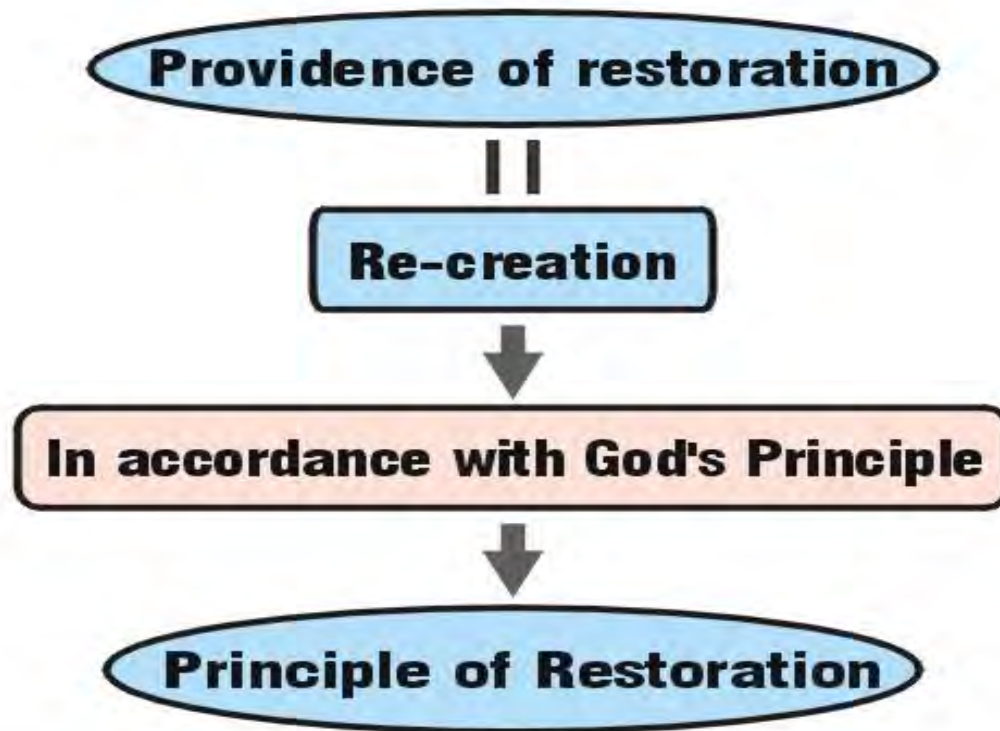 Providence of restoration
Re-creation
In accordance with God's Principle
Principle of Restoration